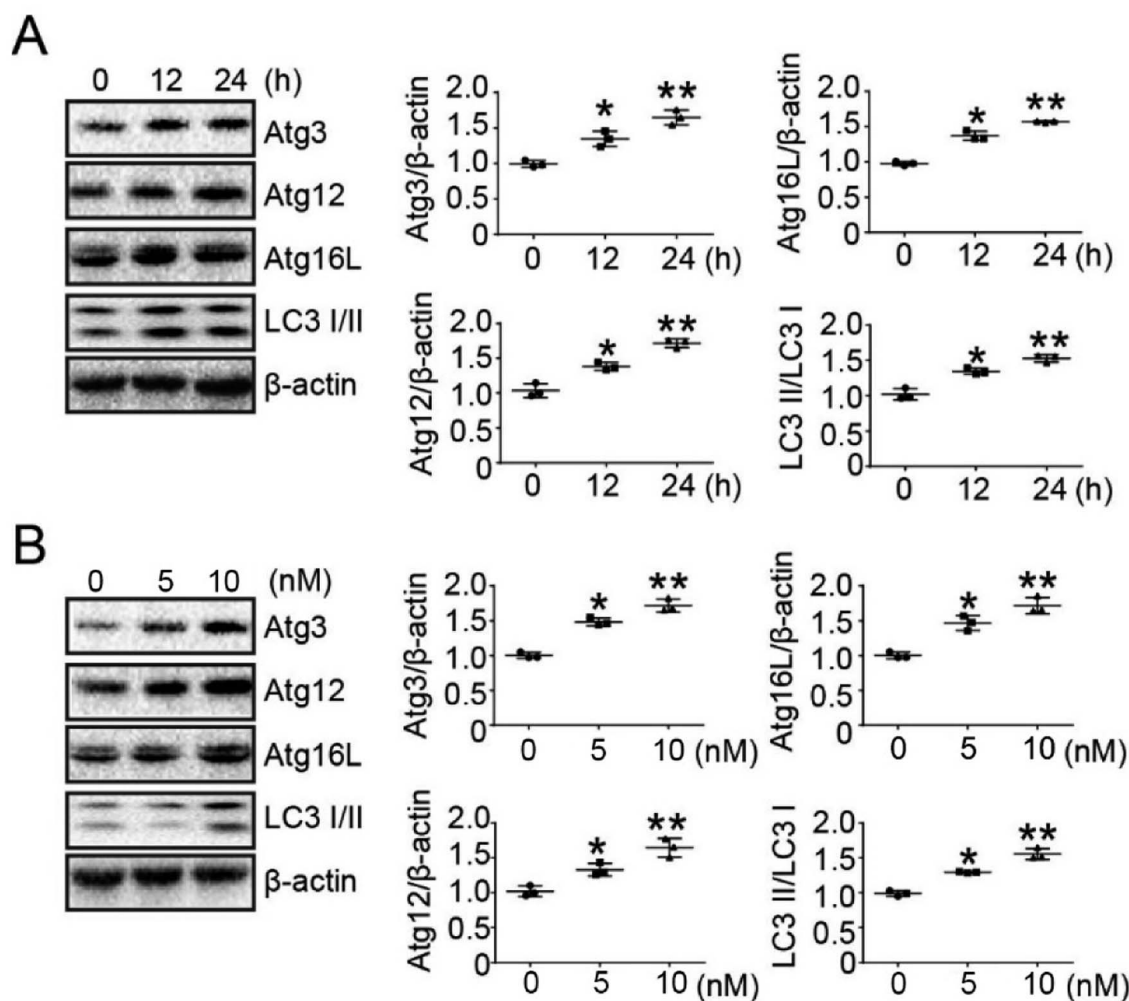 A
0 12 24 (h)
Atg3
Atg12
Atg16L
LC3 I/II
β-actin
Atg3/β-actin
2.0
1.5
1.0
0.5
0
* **
0 12 24 (h)
Atg16L/β-actin
2.0
1.5
1.0
0.5
0
* **
0 12 24 (h)
Atg12/β-actin
2.0
1.5
1.0
0.5
0
* **
0 12 24 (h)
LC3 II/LC3 I
2.0
1.5
1.0
0.5
0
* **
0 12 24 (h)
B
0 5 10 (nM)
Atg3
Atg12
Atg16L
LC3 I/II
β-actin
Atg3/β-actin
2.0
1.5
1.0
0.5
0
* **
0 5 10 (nM)
Atg16L/β-actin
2.0
1.5
1.0
0.5
0
* **
0 5 10 (nM)
Atg12/β-actin
2.0
1.5
1.0
0.5
0
* **
0 5 10 (nM)
LC3 II/LC3 I
2.0
1.5
1.0
0.5
0
* **
0 5 10 (nM)